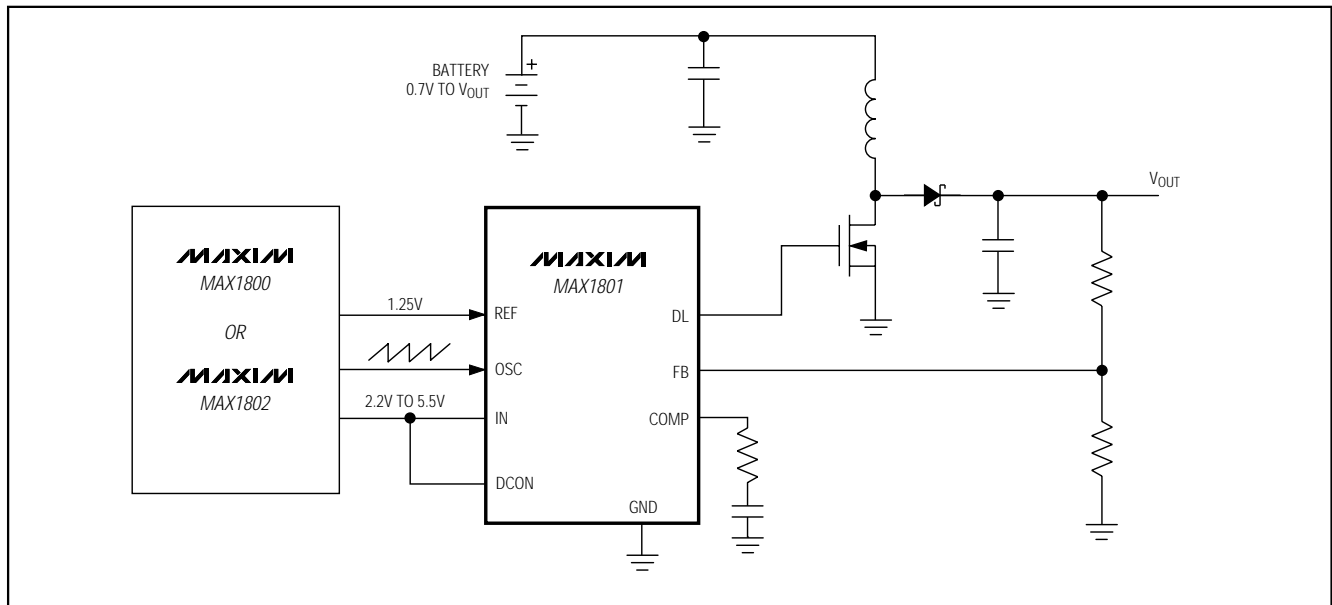 +
BATTERY
0.7V TO VOUT
VOUT
MAXIM
MAX1800
OR
MAXIM
MAX1802
1.25V
2.2V TO 5.5V
MAXIM
MAX1801
REF
OSC
IN
DCON
GND
DL
FB
COMP